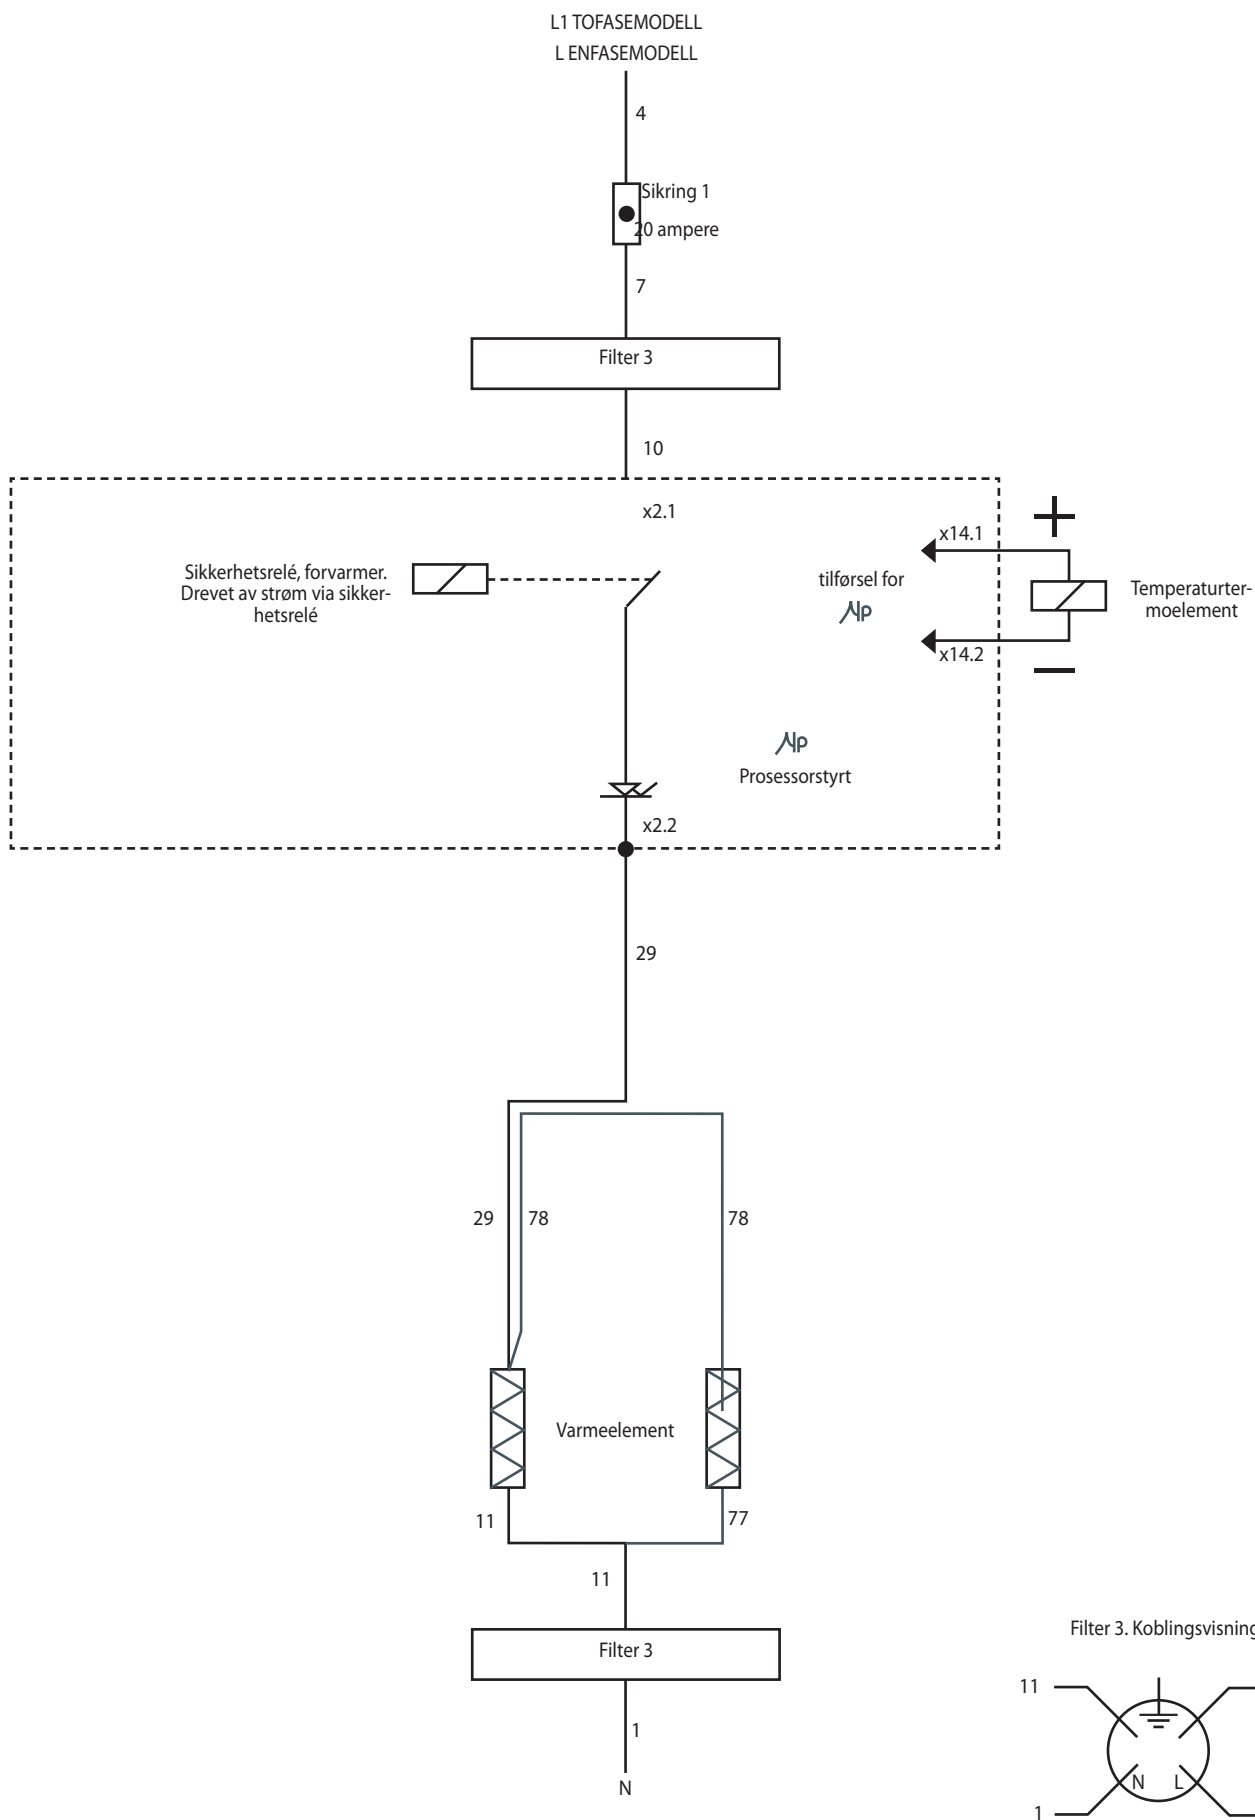 L1 TOFASEMODELL
L ENFASEMODELL
4
Sikring 1
20 ampere
7
Filter 3
10
x2.1
x14.1
Sikkerhetsrelé, forvarmer.
Drevet av strøm via sikker-
hetsrelé
tilførsel for
Temperaturter-
moelement
x14.2
Prosessorstyrt
x2.2
29
29
78
78
Varmeelement
11
77
11
Filter 3
Filter 3. Koblingsvisning
11
1
N
L
N
1